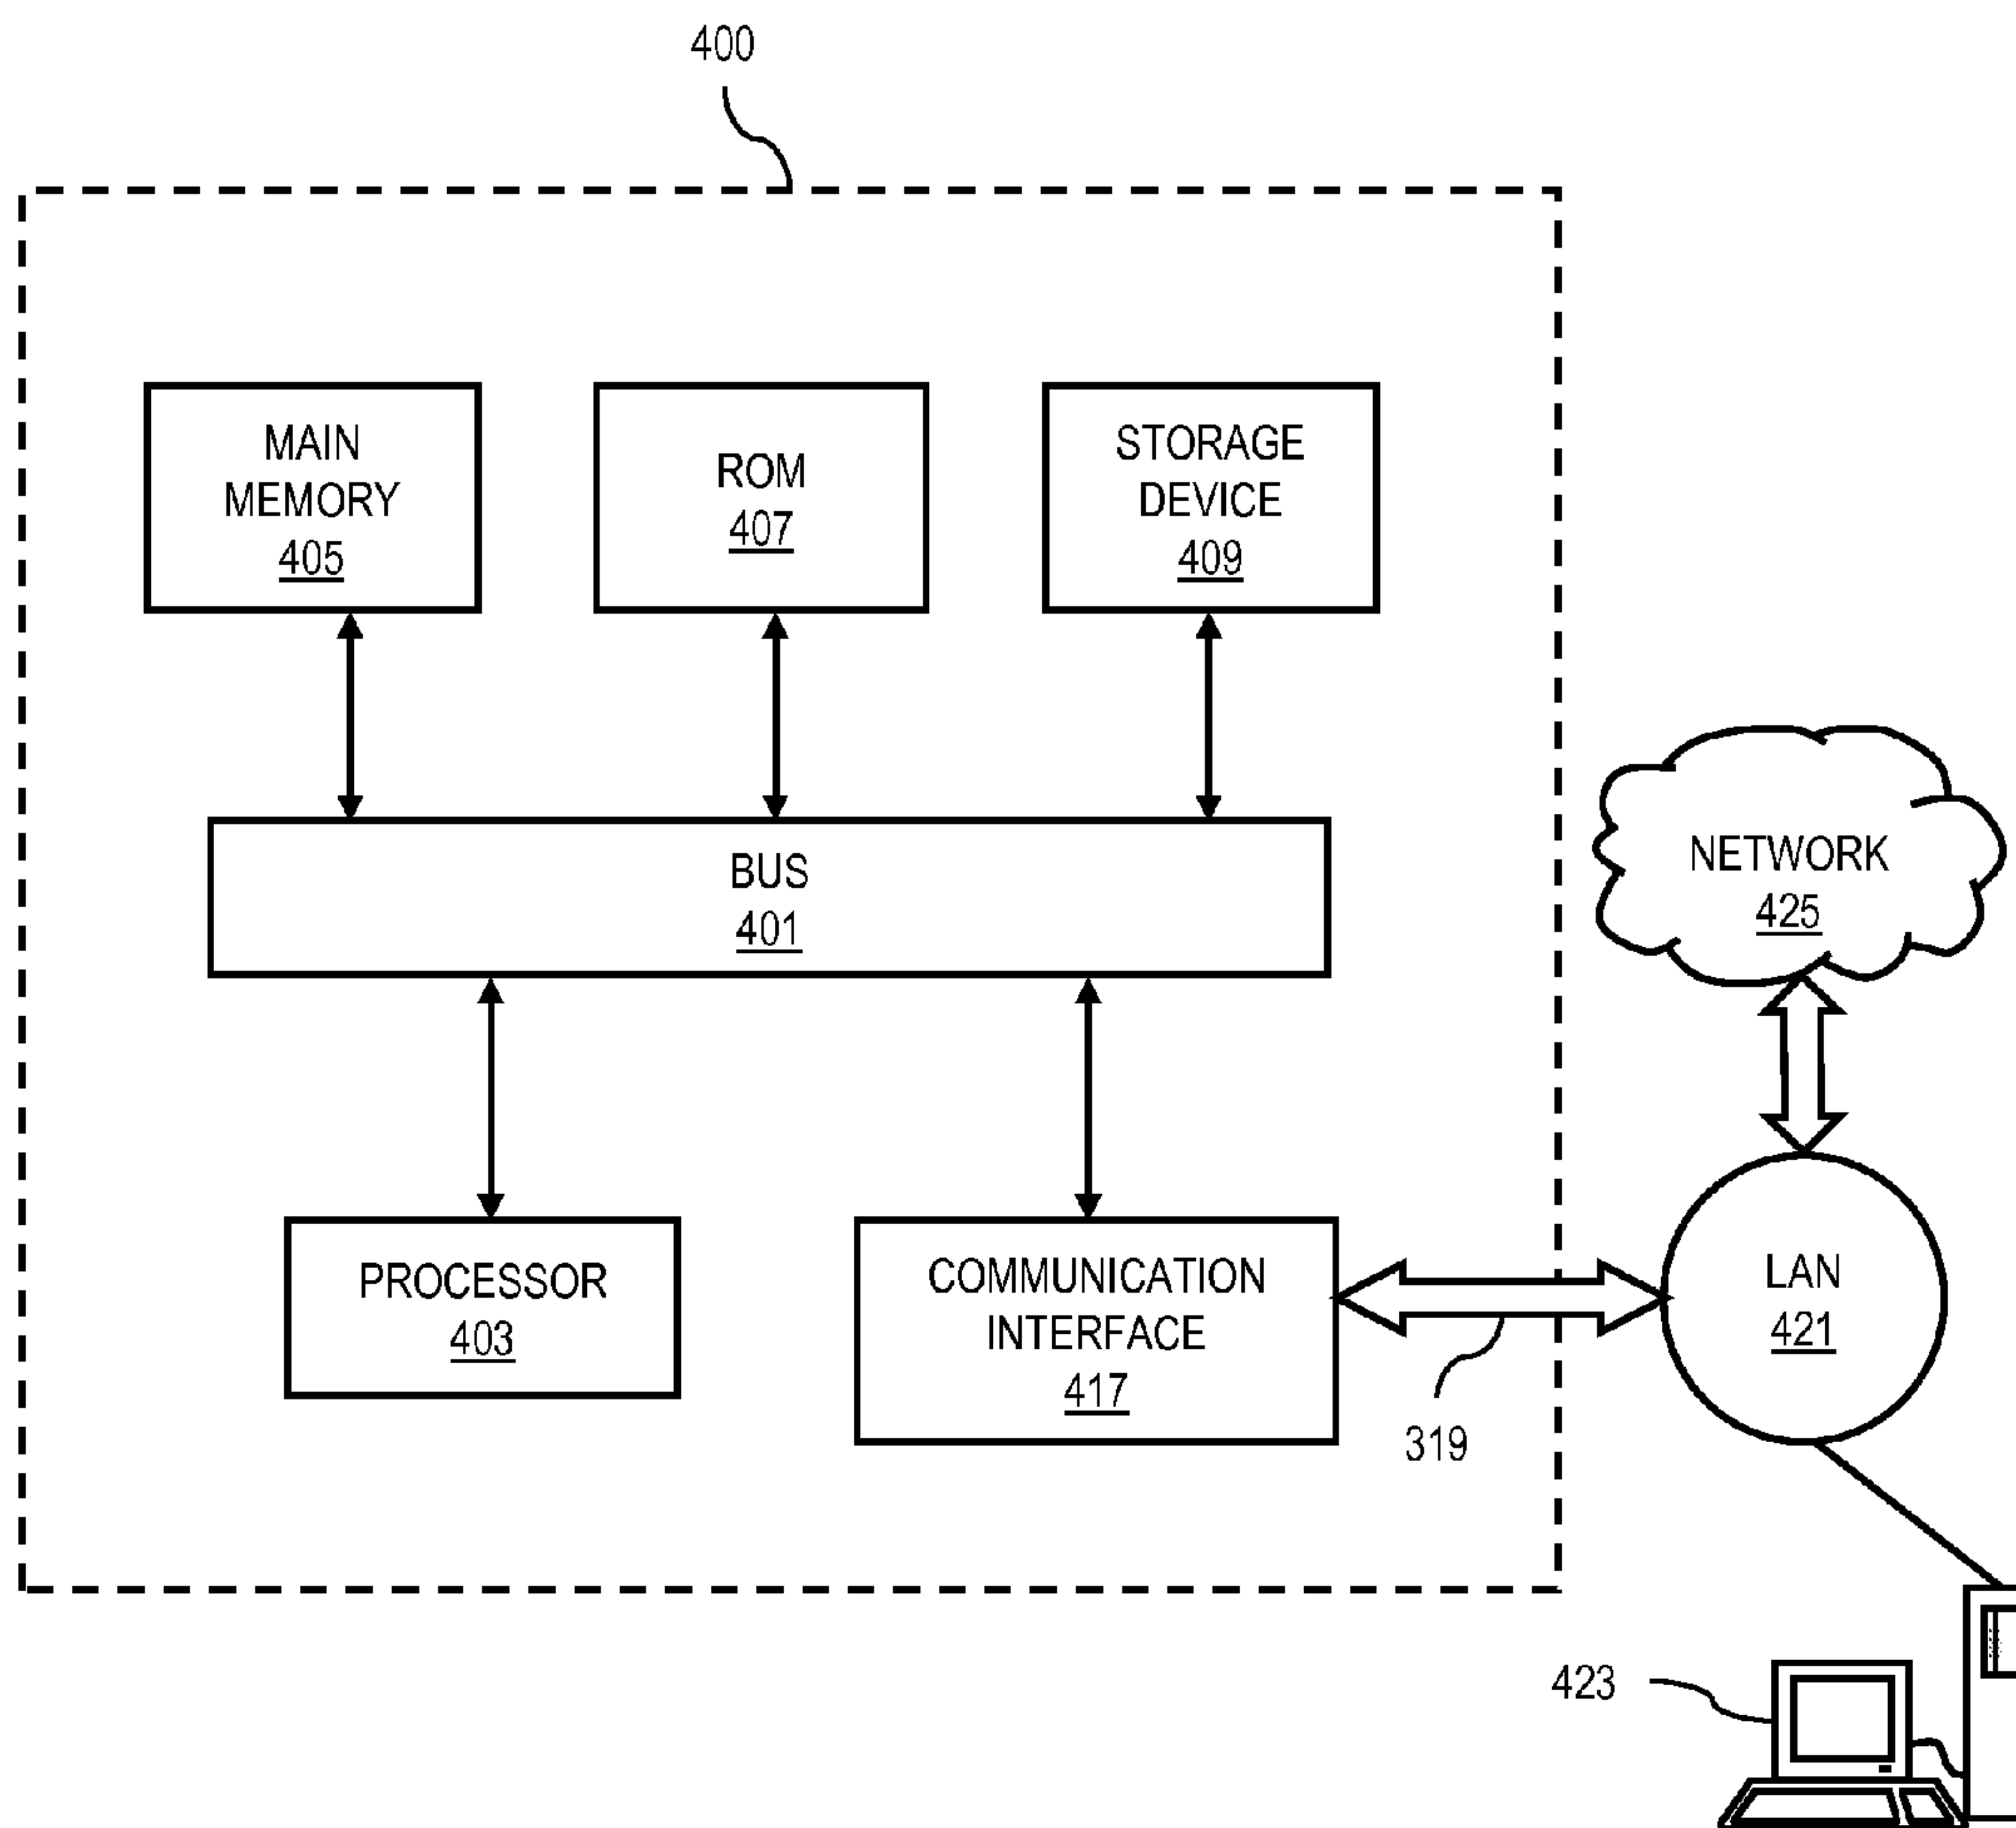 400
MAIN
MEMORY
405
ROM
407
STORAGE
DEVICE
409
BUS
401
NETWORK
425
PROCESSOR
403
COMMUNICATION
INTERFACE
417
319
LAN
421
423